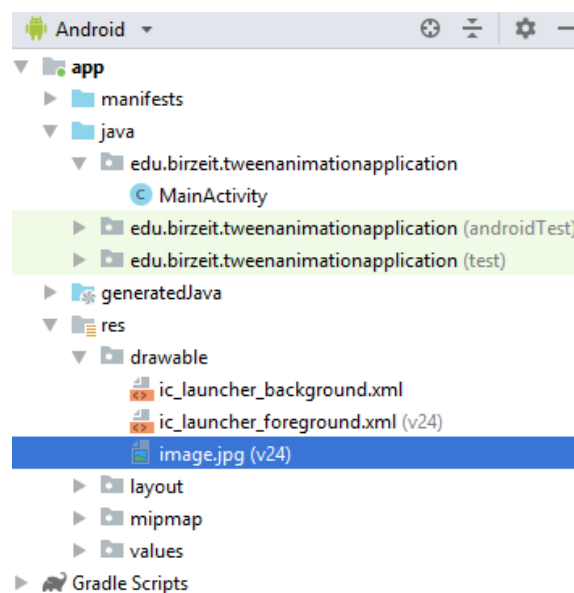 Android
app
manifests
java
edu.birzeit.tweenanimationapplication
C MainActivity
edu.birzeit.tweenanimationapplication (androidTest)
edu.birzeit.tweenanimationapplication (test)
generatedJava
res
drawable
ic_launcher_background.xml
ic_launcher_foreground.xml (v24)
image.jpg (v24)
layout
mipmap
values
Gradle Scripts